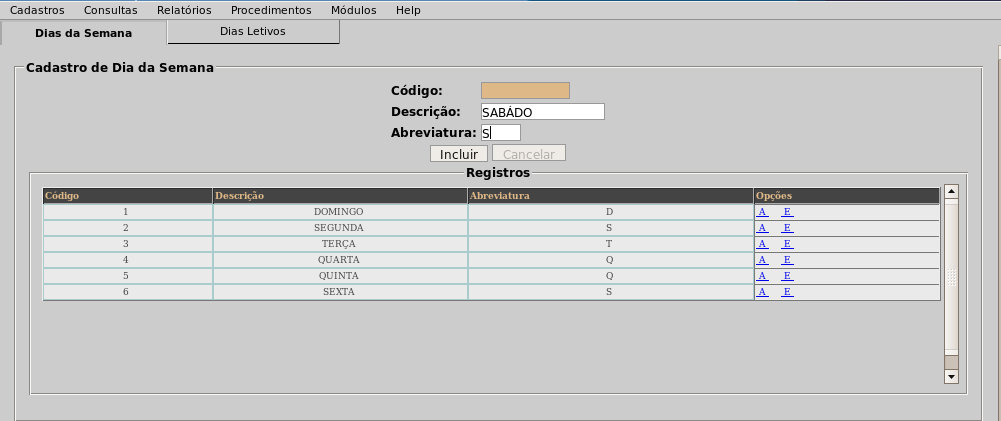 Cadastros Consultas Relatórios Procedimentos Módulos Help
Dias da Semana Dias Letivos
Cadastro de Dia da Semana
Código:
Descrição: SABÁDO
Abreviatura: S
Incluir Cancelar
Registros
Código Descrição Abreviatura Opções
1 DOMINGO D A E
2 SEGUNDA S A E
3 TERÇA T A E
4 QUARTA Q A E
5 QUINTA Q A E
6 SEXTA S A E